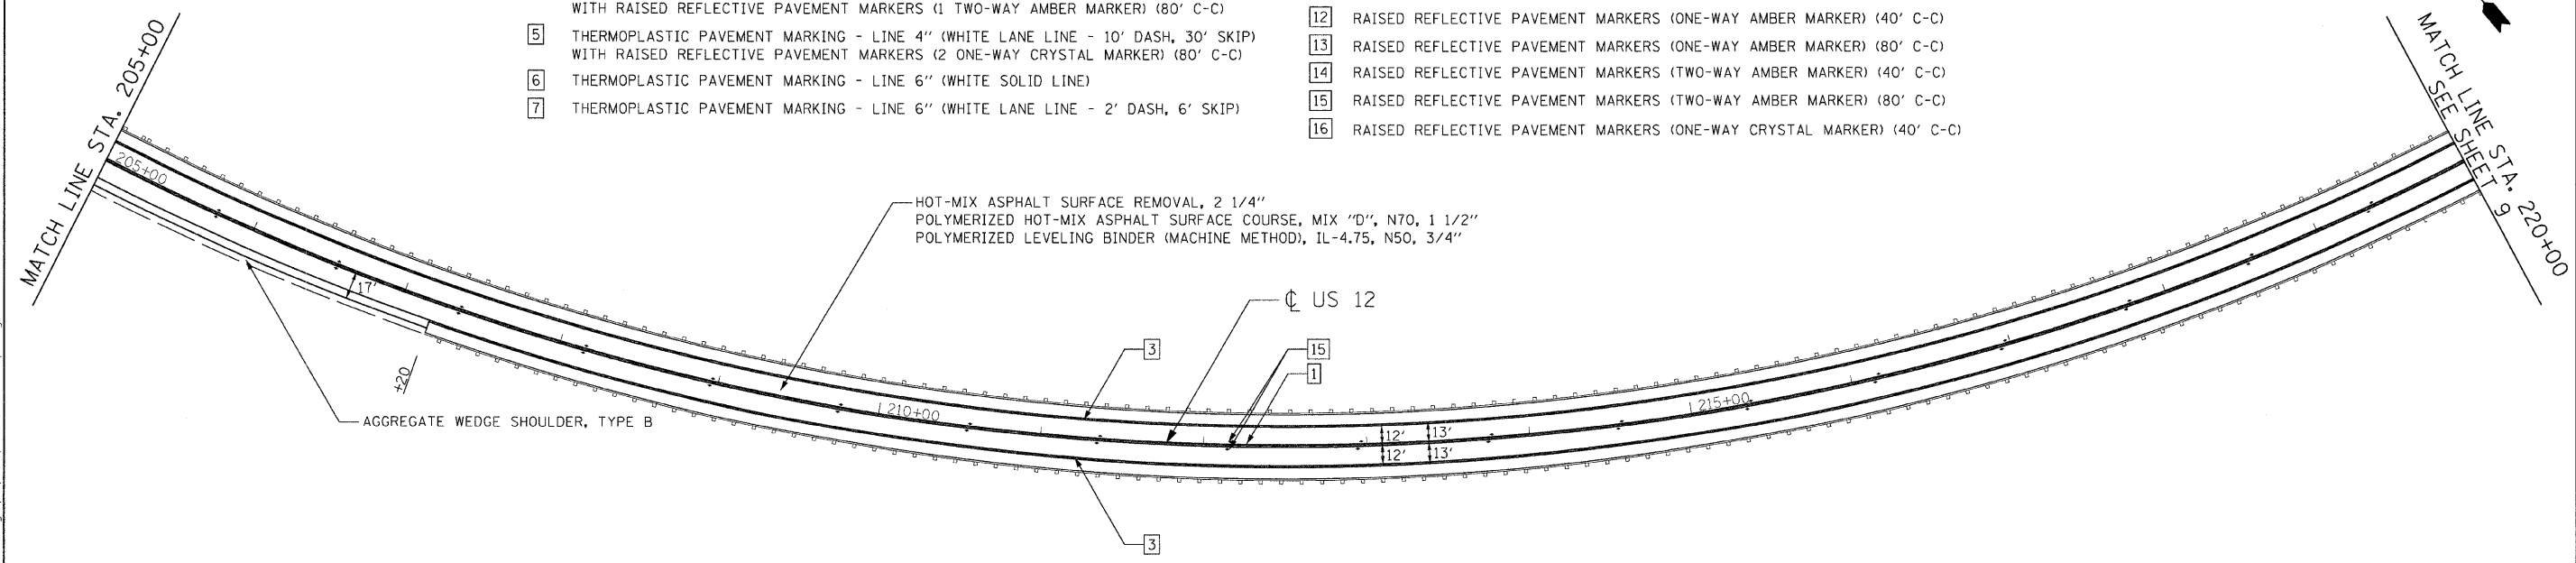 WITH RAISED REFLECTIVE PAVEMENT MARKERS (1 TWO-WAY AMBER MARKER) (80' C-C)
5 THERMOPLASTIC PAVEMENT MARKING - LINE 4" (WHITE LANE LINE - 10' DASH, 30' SKIP)
WITH RAISED REFLECTIVE PAVEMENT MARKERS (2 ONE-WAY CRYSTAL MARKER) (80' C-C)
6 THERMOPLASTIC PAVEMENT MARKING - LINE 6" (WHITE SOLID LINE)
7 THERMOPLASTIC PAVEMENT MARKING - LINE 6" (WHITE LANE LINE - 2' DASH, 6' SKIP)
12 RAISED REFLECTIVE PAVEMENT MARKERS (ONE-WAY AMBER MARKER) (40' C-C)
13 RAISED REFLECTIVE PAVEMENT MARKERS (ONE-WAY AMBER MARKER) (80' C-C)
14 RAISED REFLECTIVE PAVEMENT MARKERS (TWO-WAY AMBER MARKER) (40' C-C)
15 RAISED REFLECTIVE PAVEMENT MARKERS (TWO-WAY AMBER MARKER) (80' C-C)
16 RAISED REFLECTIVE PAVEMENT MARKERS (ONE-WAY CRYSTAL MARKER) (40' C-C)
MATCH LINE STA. 205+00
205+00
HOT-MIX ASPHALT SURFACE REMOVAL, 2 1/4"
POLYMERIZED HOT-MIX ASPHALT SURFACE COURSE, MIX "D", N70, 1 1/2"
POLYMERIZED LEVELING BINDER (MACHINE METHOD), IL-4.75, N50, 3/4"
MATCH LINE STA. 220+00
SEE SHEET 9
17'
℄ US 12
3
15
1
±20
AGGREGATE WEDGE SHOULDER, TYPE B
210+00
215+00
12'
13'
12'
13'
3